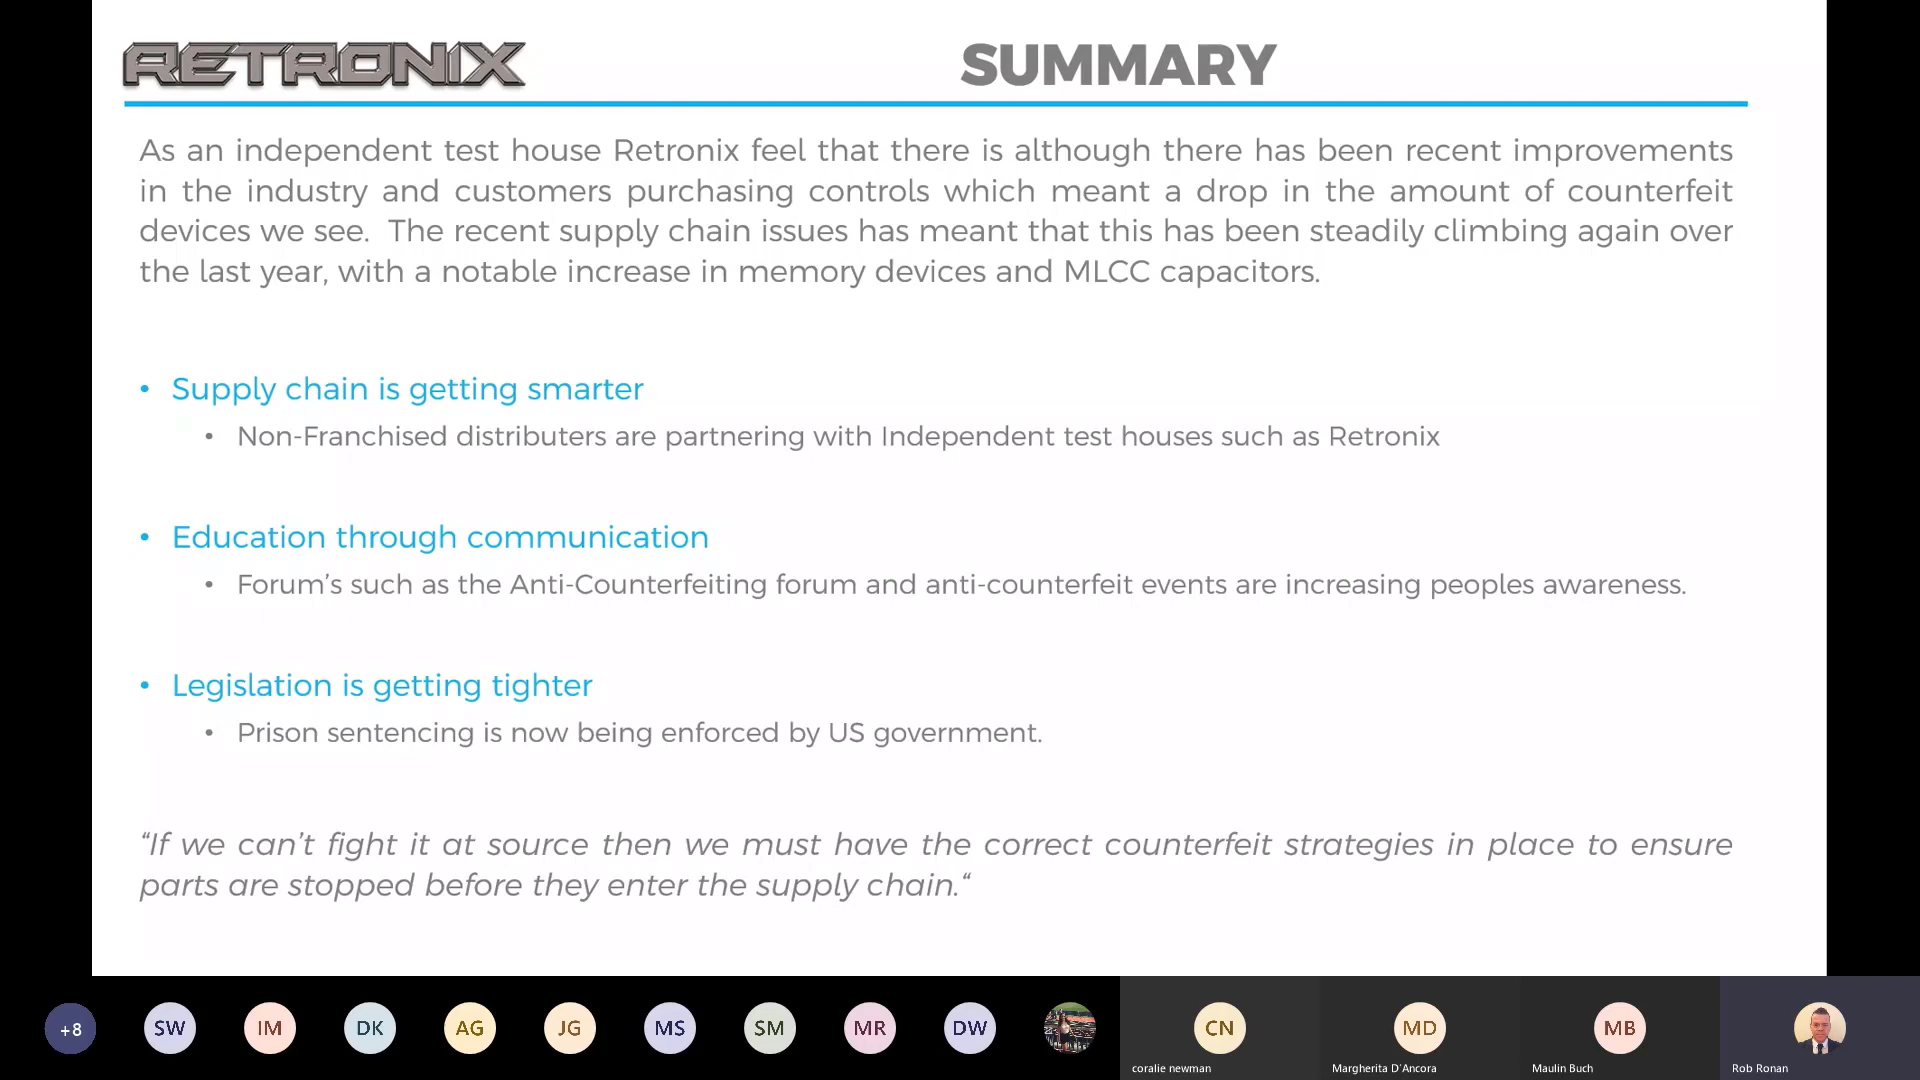 RETRONIX
SUMMARY
As an independent test house Retronix feel that there is although there has been recent improvements
in the industry and customers purchasing controls which meant a drop in the amount of counterfeit
devices we see. The recent supply chain issues has meant that this has been steadily climbing again over
the last year, with a notable increase in memory devices and MLCC capacitors.
• Supply chain is getting smarter
• Non-Franchised distributers are partnering with Independent test houses such as Retronix
• Education through communication
• Forum’s such as the Anti-Counterfeiting forum and anti-counterfeit events are increasing peoples awareness.
• Legislation is getting tighter
• Prison sentencing is now being enforced by US government.
“If we can’t fight it at source then we must have the correct counterfeit strategies in place to ensure
parts are stopped before they enter the supply chain.“
+8 SW IM DK AG JG MS SM MR DW CN MD MB
coralie newman Margherita D'Ancora Maulin Buch Rob Ronan